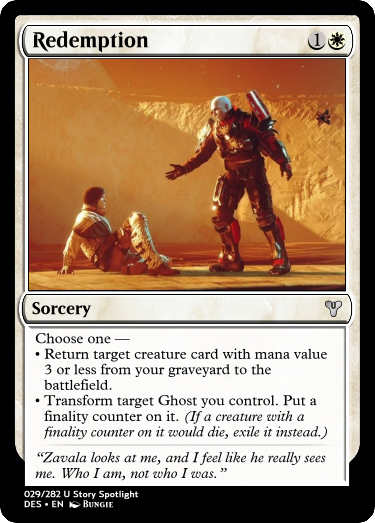 Redemption 1
Sorcery
Choose one —
• Return target creature card with mana value
3 or less from your graveyard to the
battlefield.
• Transform target Ghost you control. Put a
finality counter on it. (If a creature with a
finality counter on it would die, exile it instead.)
“Zavala looks at me, and I feel like he really sees
me. Who I am, not who I was.”
029/282 U Story Spotlight
DES • EN Bungie